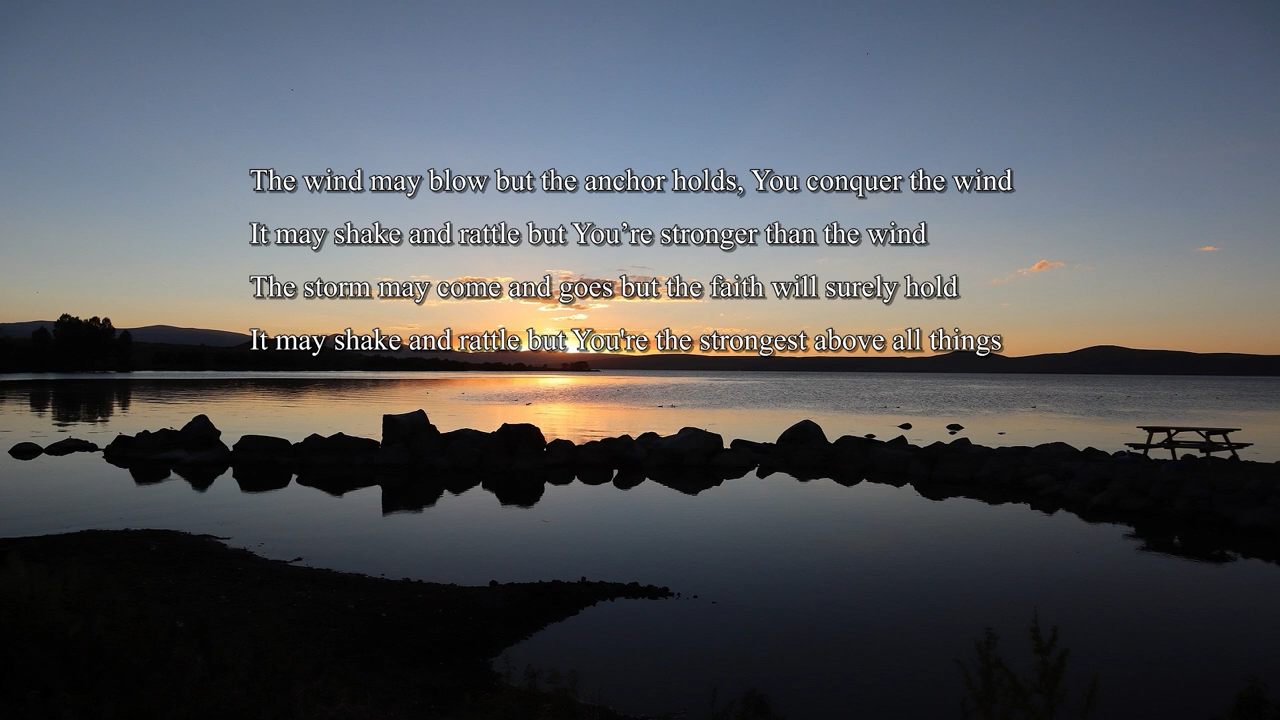 The wind may blow but the anchor holds, You conquer the wind
It may shake and rattle but You’re stronger than the wind
The storm may come and goes but the faith will surely hold
It may shake and rattle but You're the strongest above all things